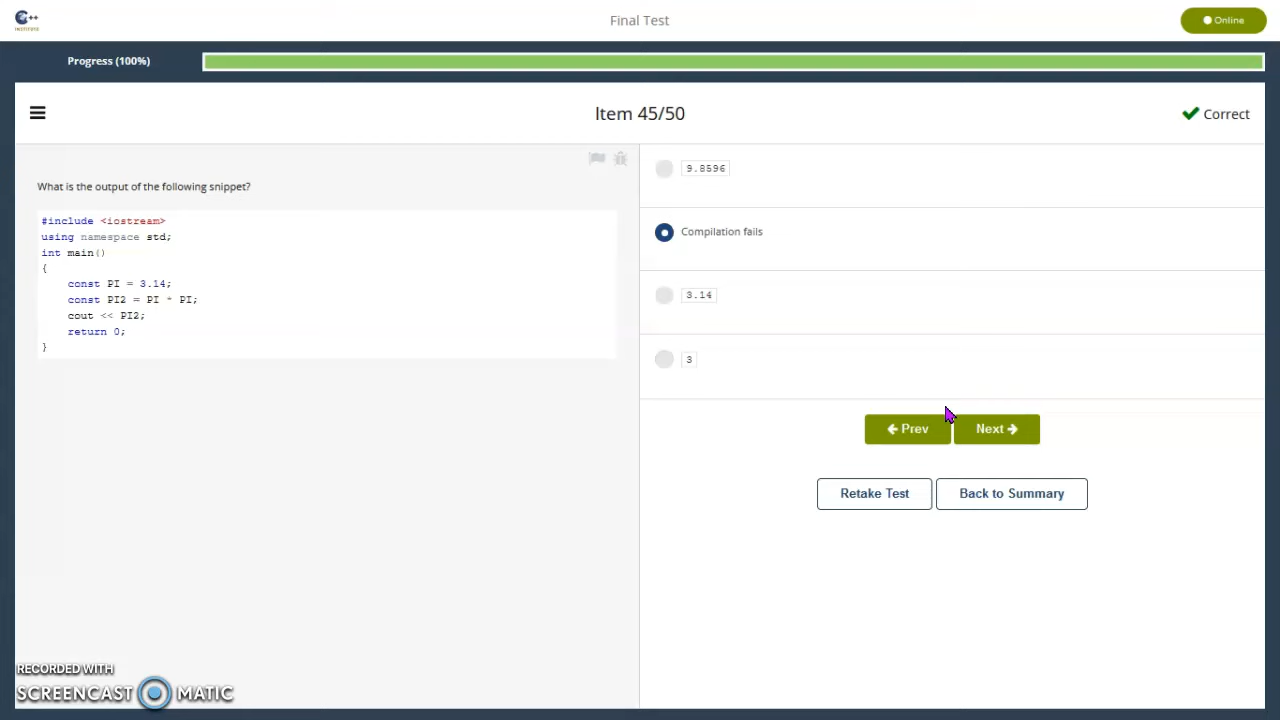 C++
INSTITUTE
Final Test
Online
Progress (100%)
Item 45/50
Correct
What is the output of the following snippet?
#include <iostream>
using namespace std;
int main()
{
const PI = 3.14;
const PI2 = PI * PI;
cout << PI2;
return 0;
}
9.8596
Compilation fails
3.14
3
Prev
Next
Retake Test
Back to Summary
RECORDED WITH
SCREENCAST MATIC